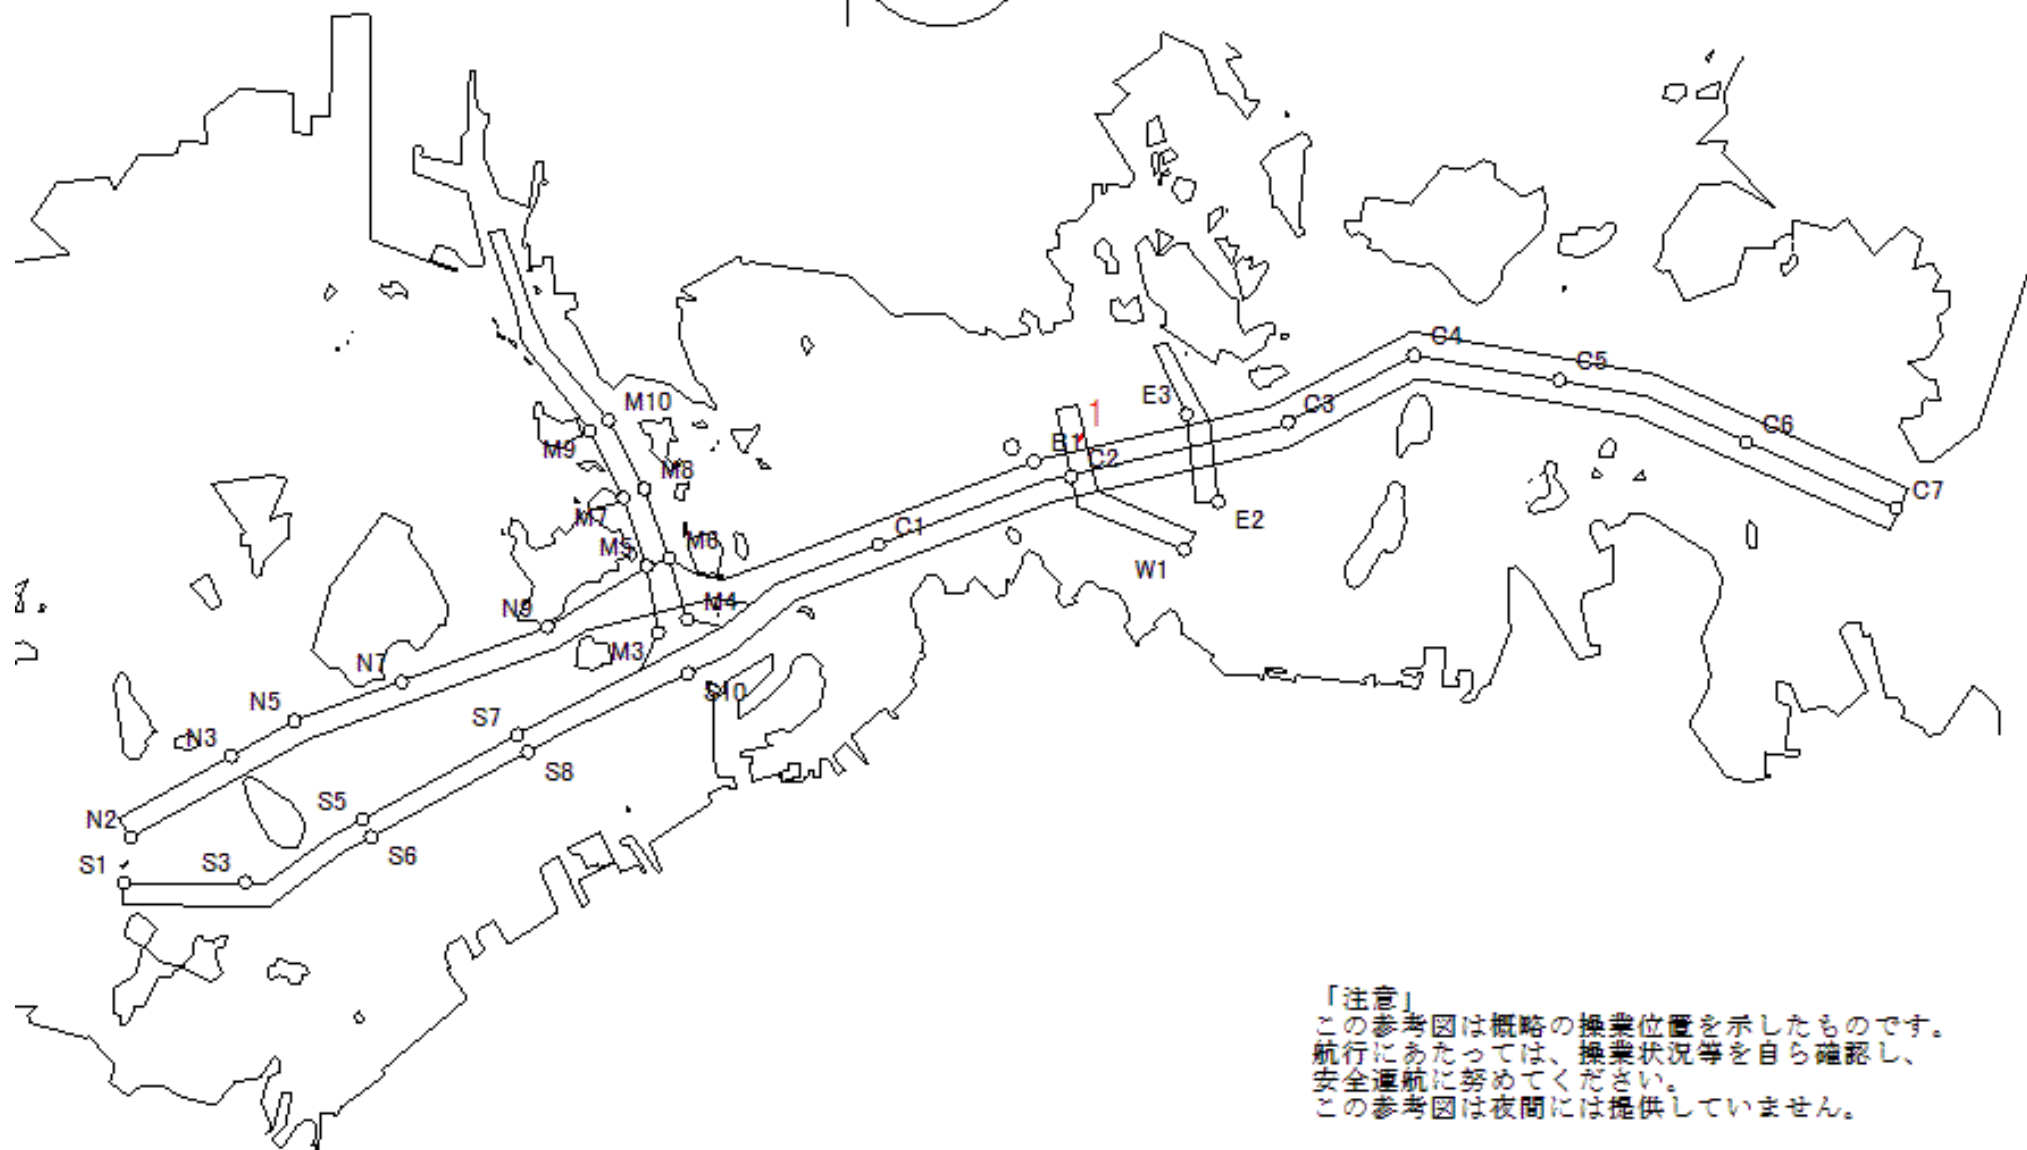 C4
C5
M10
E3
1
C3
C6
M9
B1
C2
M8
C7
M7
E2
C1
M5
M6
W1
N9
M4
N7
M3
S10
N5
S7
N3
S8
S5
N2
S6
S1
S3
「注意」
この参考図は概略の操業位置を示したものです。
航行にあたっては、操業状況等を自ら確認し、
安全運航に努めてください。
この参考図は夜間には提供していません。